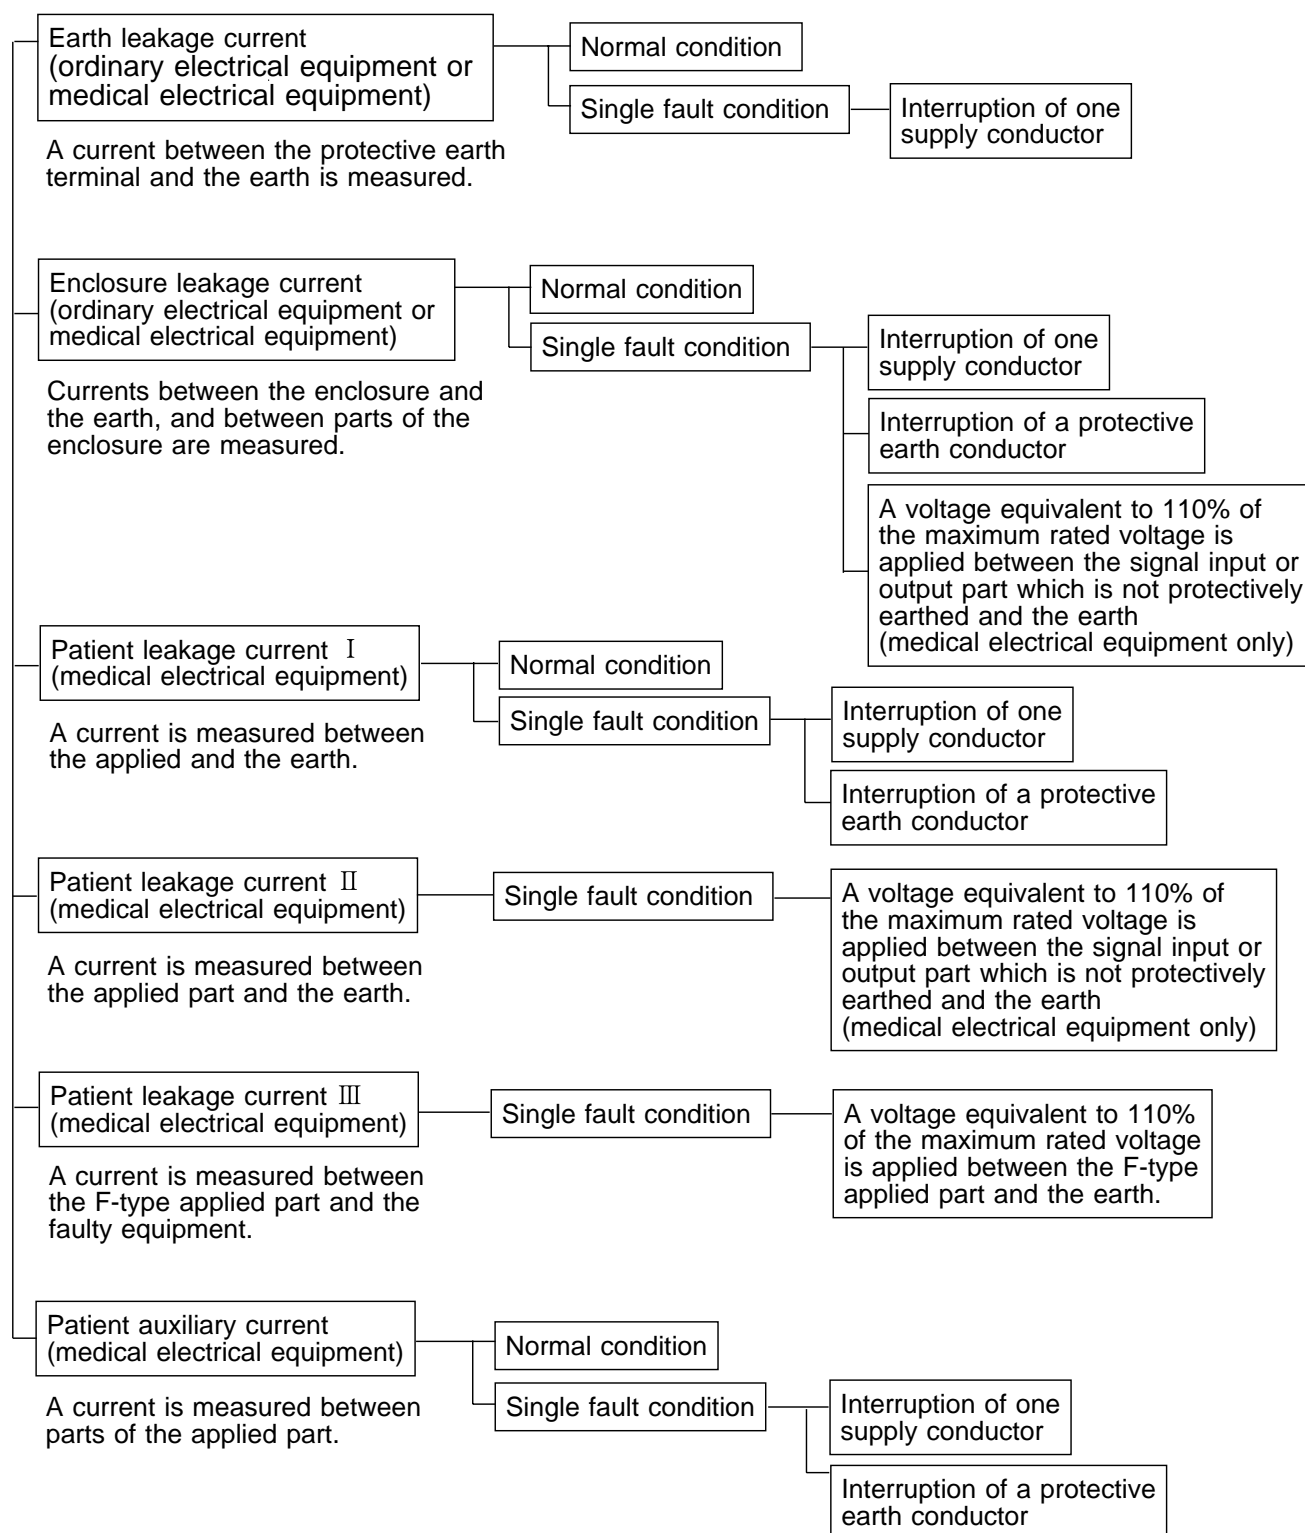 Earth leakage current
(ordinary electrical equipment or
medical electrical equipment)
Normal condition
Single fault condition
Interruption of one
supply conductor
A current between the protective earth
terminal and the earth is measured.
Enclosure leakage current
(ordinary electrical equipment or
medical electrical equipment)
Normal condition
Single fault condition
Interruption of one
supply conductor
Currents between the enclosure and
the earth, and between parts of the
enclosure are measured.
Interruption of a protective
earth conductor
A voltage equivalent to 110% of
the maximum rated voltage is
applied between the signal input or
output part which is not protectively
earthed and the earth
(medical electrical equipment only)
Patient leakage current Ⅰ
(medical electrical equipment)
Normal condition
Single fault condition
Interruption of one
supply conductor
A current is measured between
the applied and the earth.
Interruption of a protective
earth conductor
Patient leakage current Ⅱ
(medical electrical equipment)
Single fault condition
A voltage equivalent to 110% of
the maximum rated voltage is
applied between the signal input or
output part which is not protectively
earthed and the earth
(medical electrical equipment only)
A current is measured between
the applied part and the earth.
Patient leakage current Ⅲ
(medical electrical equipment)
Single fault condition
A voltage equivalent to 110%
of the maximum rated voltage
is applied between the F-type
applied part and the earth.
A current is measured between
the F-type applied part and the
faulty equipment.
Patient auxiliary current
(medical electrical equipment)
Normal condition
Single fault condition
Interruption of one
supply conductor
A current is measured between
parts of the applied part.
Interruption of a protective
earth conductor